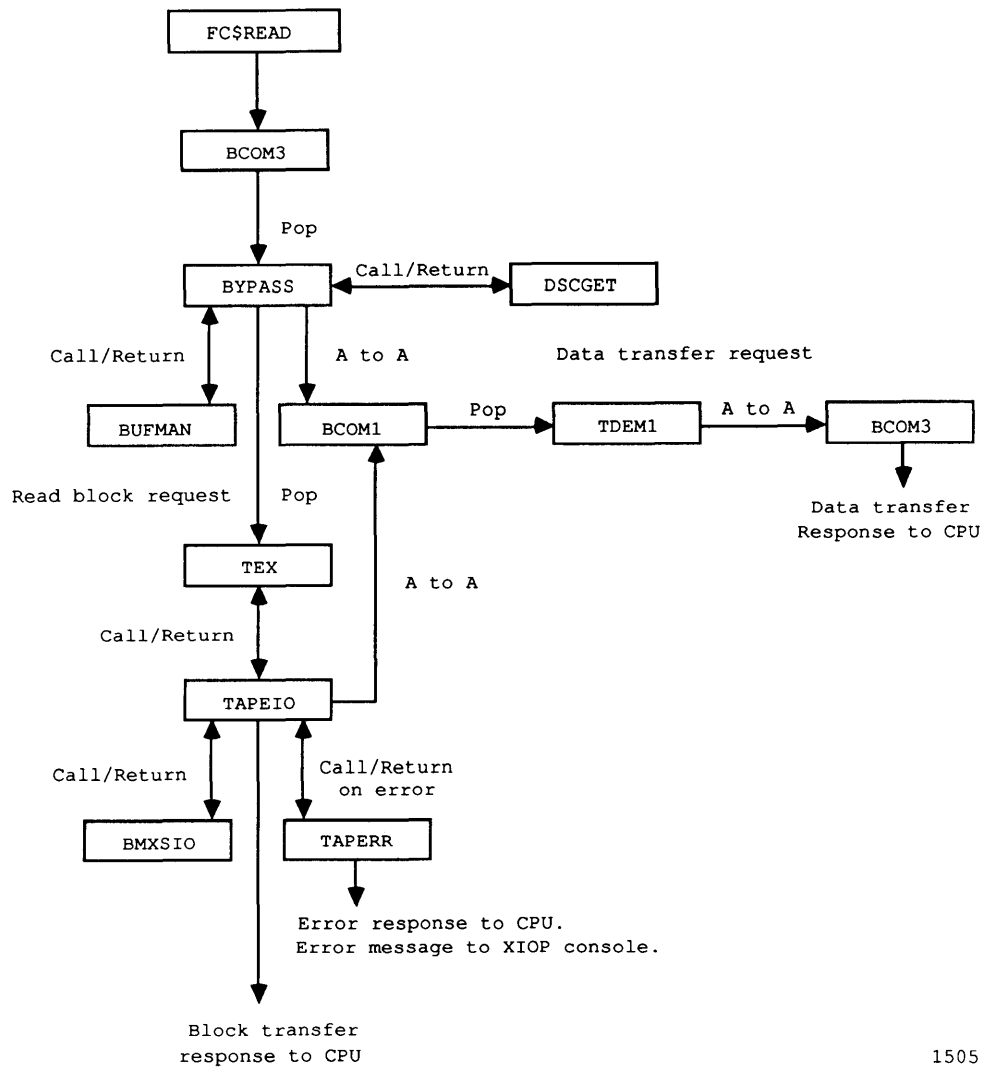 FC$READ
BCOM3
Pop
BYPASS
Call/Return
DSCGET
Call/Return
A to A
Data transfer request
BUFMAN
BCOM1
Pop
TDEM1
A to A
BCOM3
Read block request
Pop
Data transfer
Response to CPU
TEX
A to A
Call/Return
TAPEIO
Call/Return
Call/Return
on error
BMXSIO
TAPERR
Error response to CPU.
Error message to XIOP console.
Block transfer
response to CPU
1505